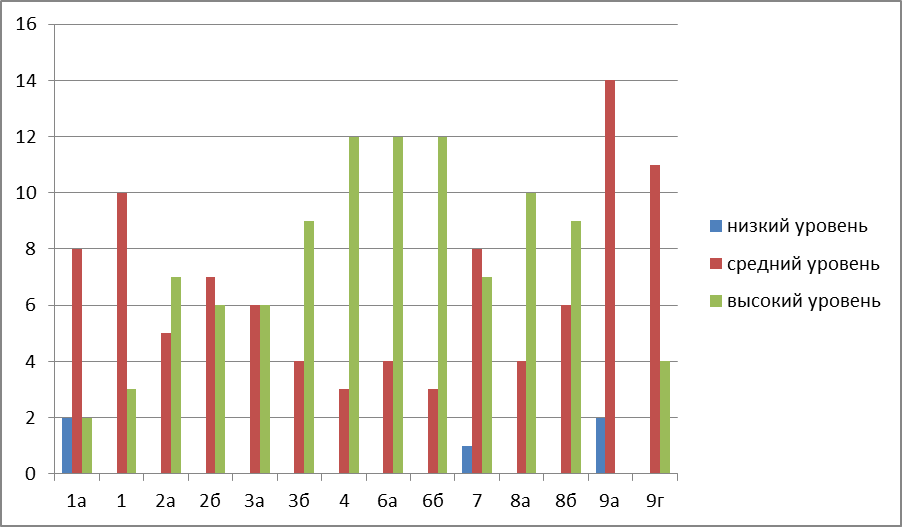 16
14
12
10
8
6
4
2
0
1а 1 2а 2б 3а 3б 4 6а 6б 7 8а 8б 9а 9г
низкий уровень
средний уровень
высокий уровень